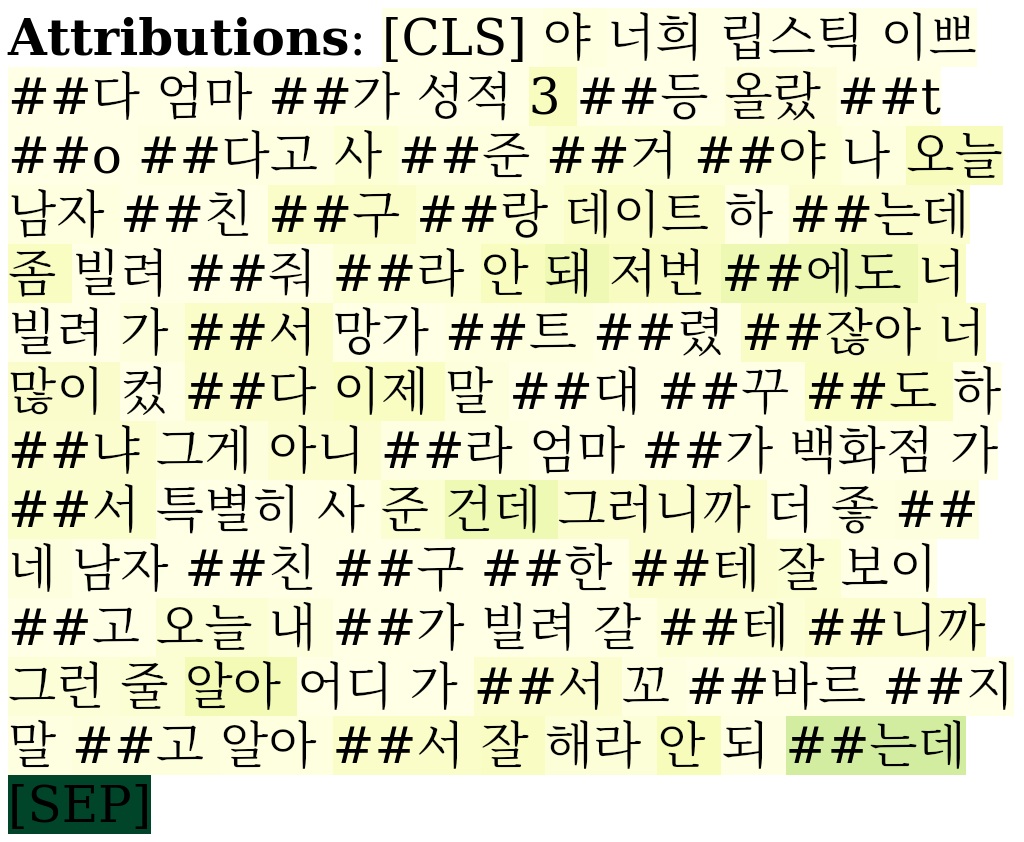 Attributions: [CLS] 야 너희 립스틱 이쁘
##다 엄마 ##가 성적 3 ##등 올랐 ##t
##o ##다고 사 ##준 ##거 ##야 나 오늘
남자 ##친 ##구 ##랑 데이트 하 ##는데
좀 빌려 ##줘 ##라 안 돼 저번 ##에도 너
빌려 가 ##서 망가 ##트 ##렸 ##잖아 너
많이 컸 ##다 이제 말 ##대 ##꾸 ##도 하
##냐 그게 아니 ##라 엄마 ##가 백화점 가
##서 특별히 사 준 건데 그러니까 더 좋 ##
네 남자 ##친 ##구 ##한 ##테 잘 보이
##고 오늘 내 ##가 빌려 갈 ##테 ##니까
그런 줄 알아 어디 가 ##서 꼬 ##바르 ##지
말 ##고 알아 ##서 잘 해라 안 되 ##는데
[SEP]